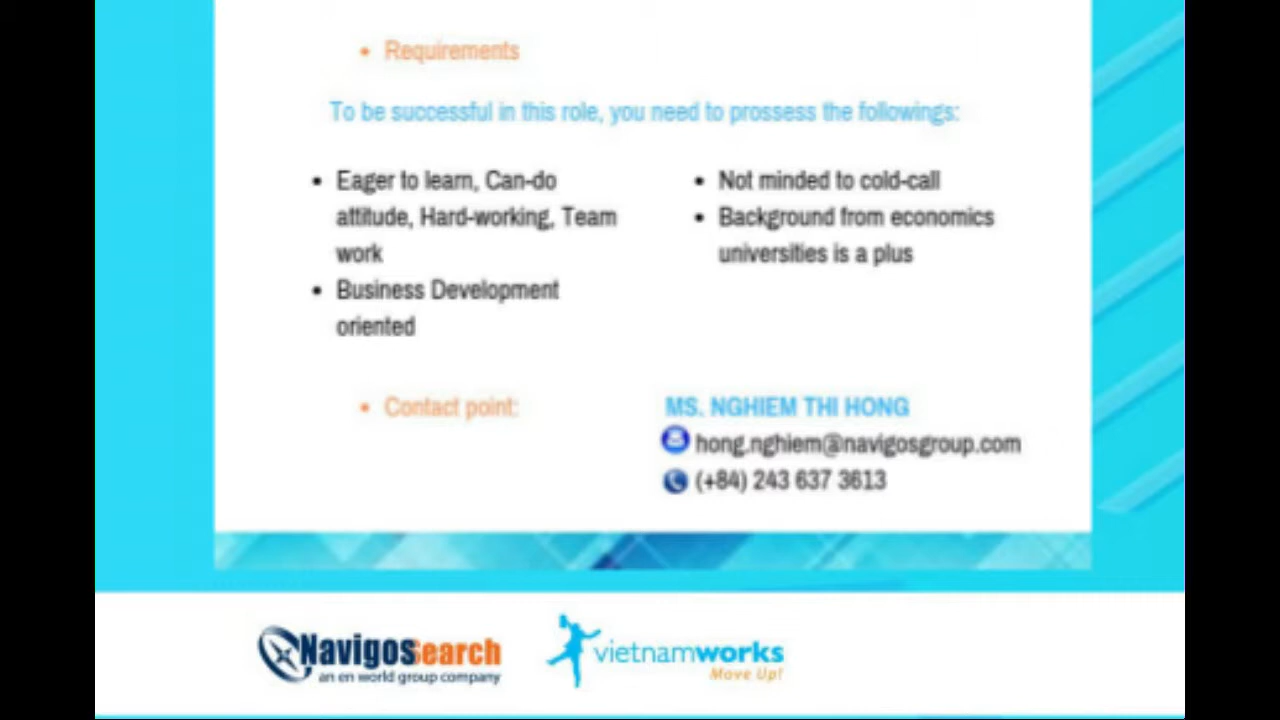 Requirements
To be successful in this role, you need to prossess the followings:
Eager to learn, Can-do
attitude, Hard-working, Team
work
Business Development
oriented
Not minded to cold-call
Background from economics
universities is a plus
Contact point:
MS. NGHIEM THI HONG
hong.nghiem@navigosgroup.com
(+84) 243 637 3613
Navigossearch
an en world group company
vietnamworks
Move Up!